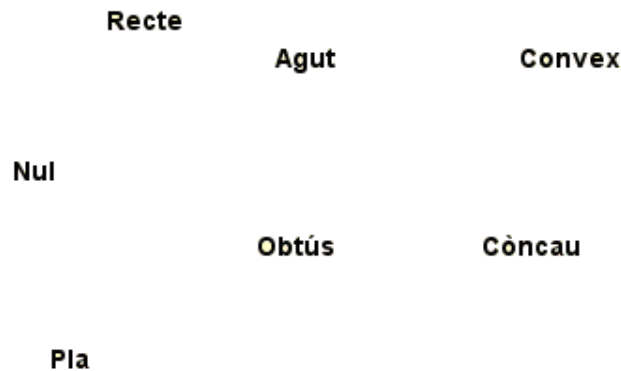 Recte
Agut
Convex
Nul
Obtús
Còncau
Pla